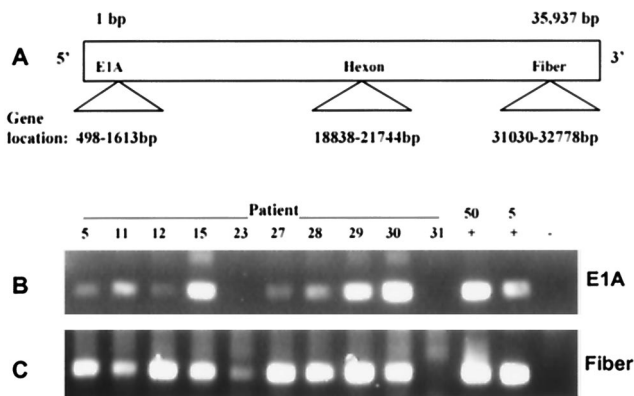 1 bp 35,937 bp
A 5' 3'
E1A Hexon Fiber
Gene
location: 498-1613bp 18838-21744bp 31030-32778bp
Patient 50 5
5 11 12 15 23 27 28 29 30 31 + + -
B E1A
C Fiber